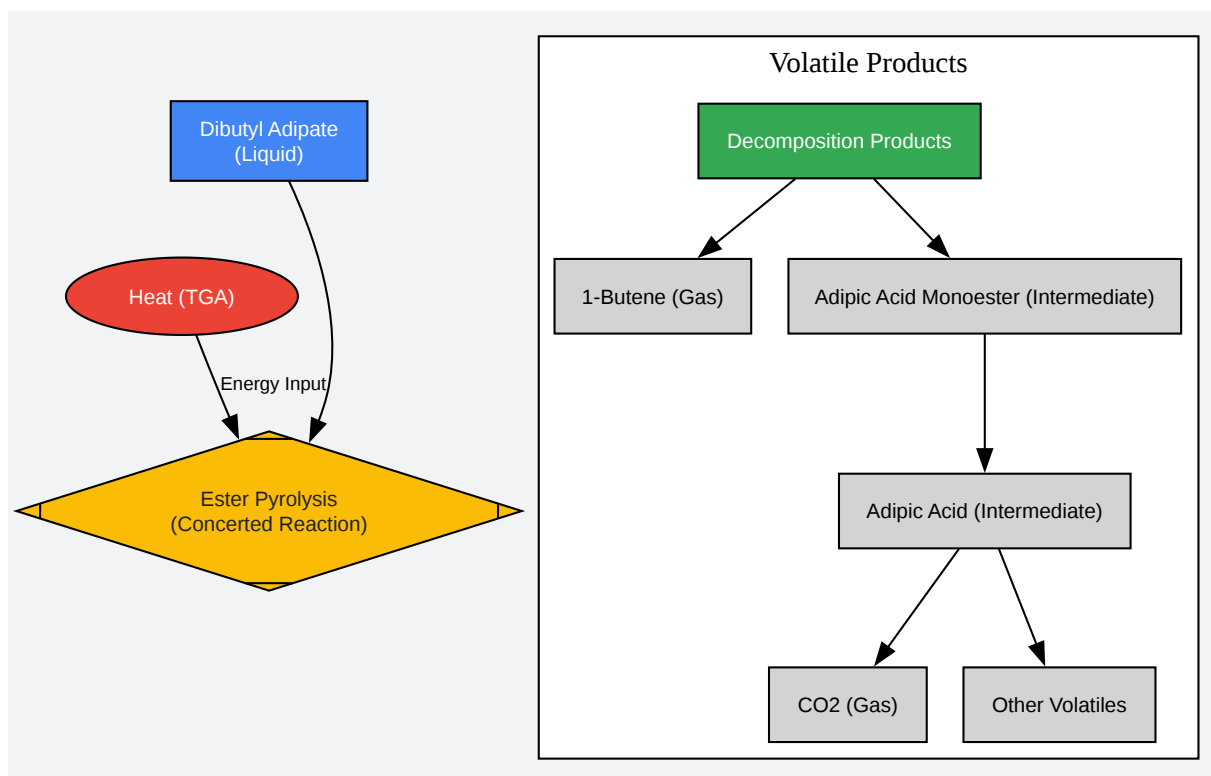 Dibutyl Adipate
(Liquid)
Heat (TGA)
Energy Input
Ester Pyrolysis
(Concerted Reaction)
Volatile Products
Decomposition Products
1-Butene (Gas)
Adipic Acid Monoester (Intermediate)
Adipic Acid (Intermediate)
CO2 (Gas)
Other Volatiles